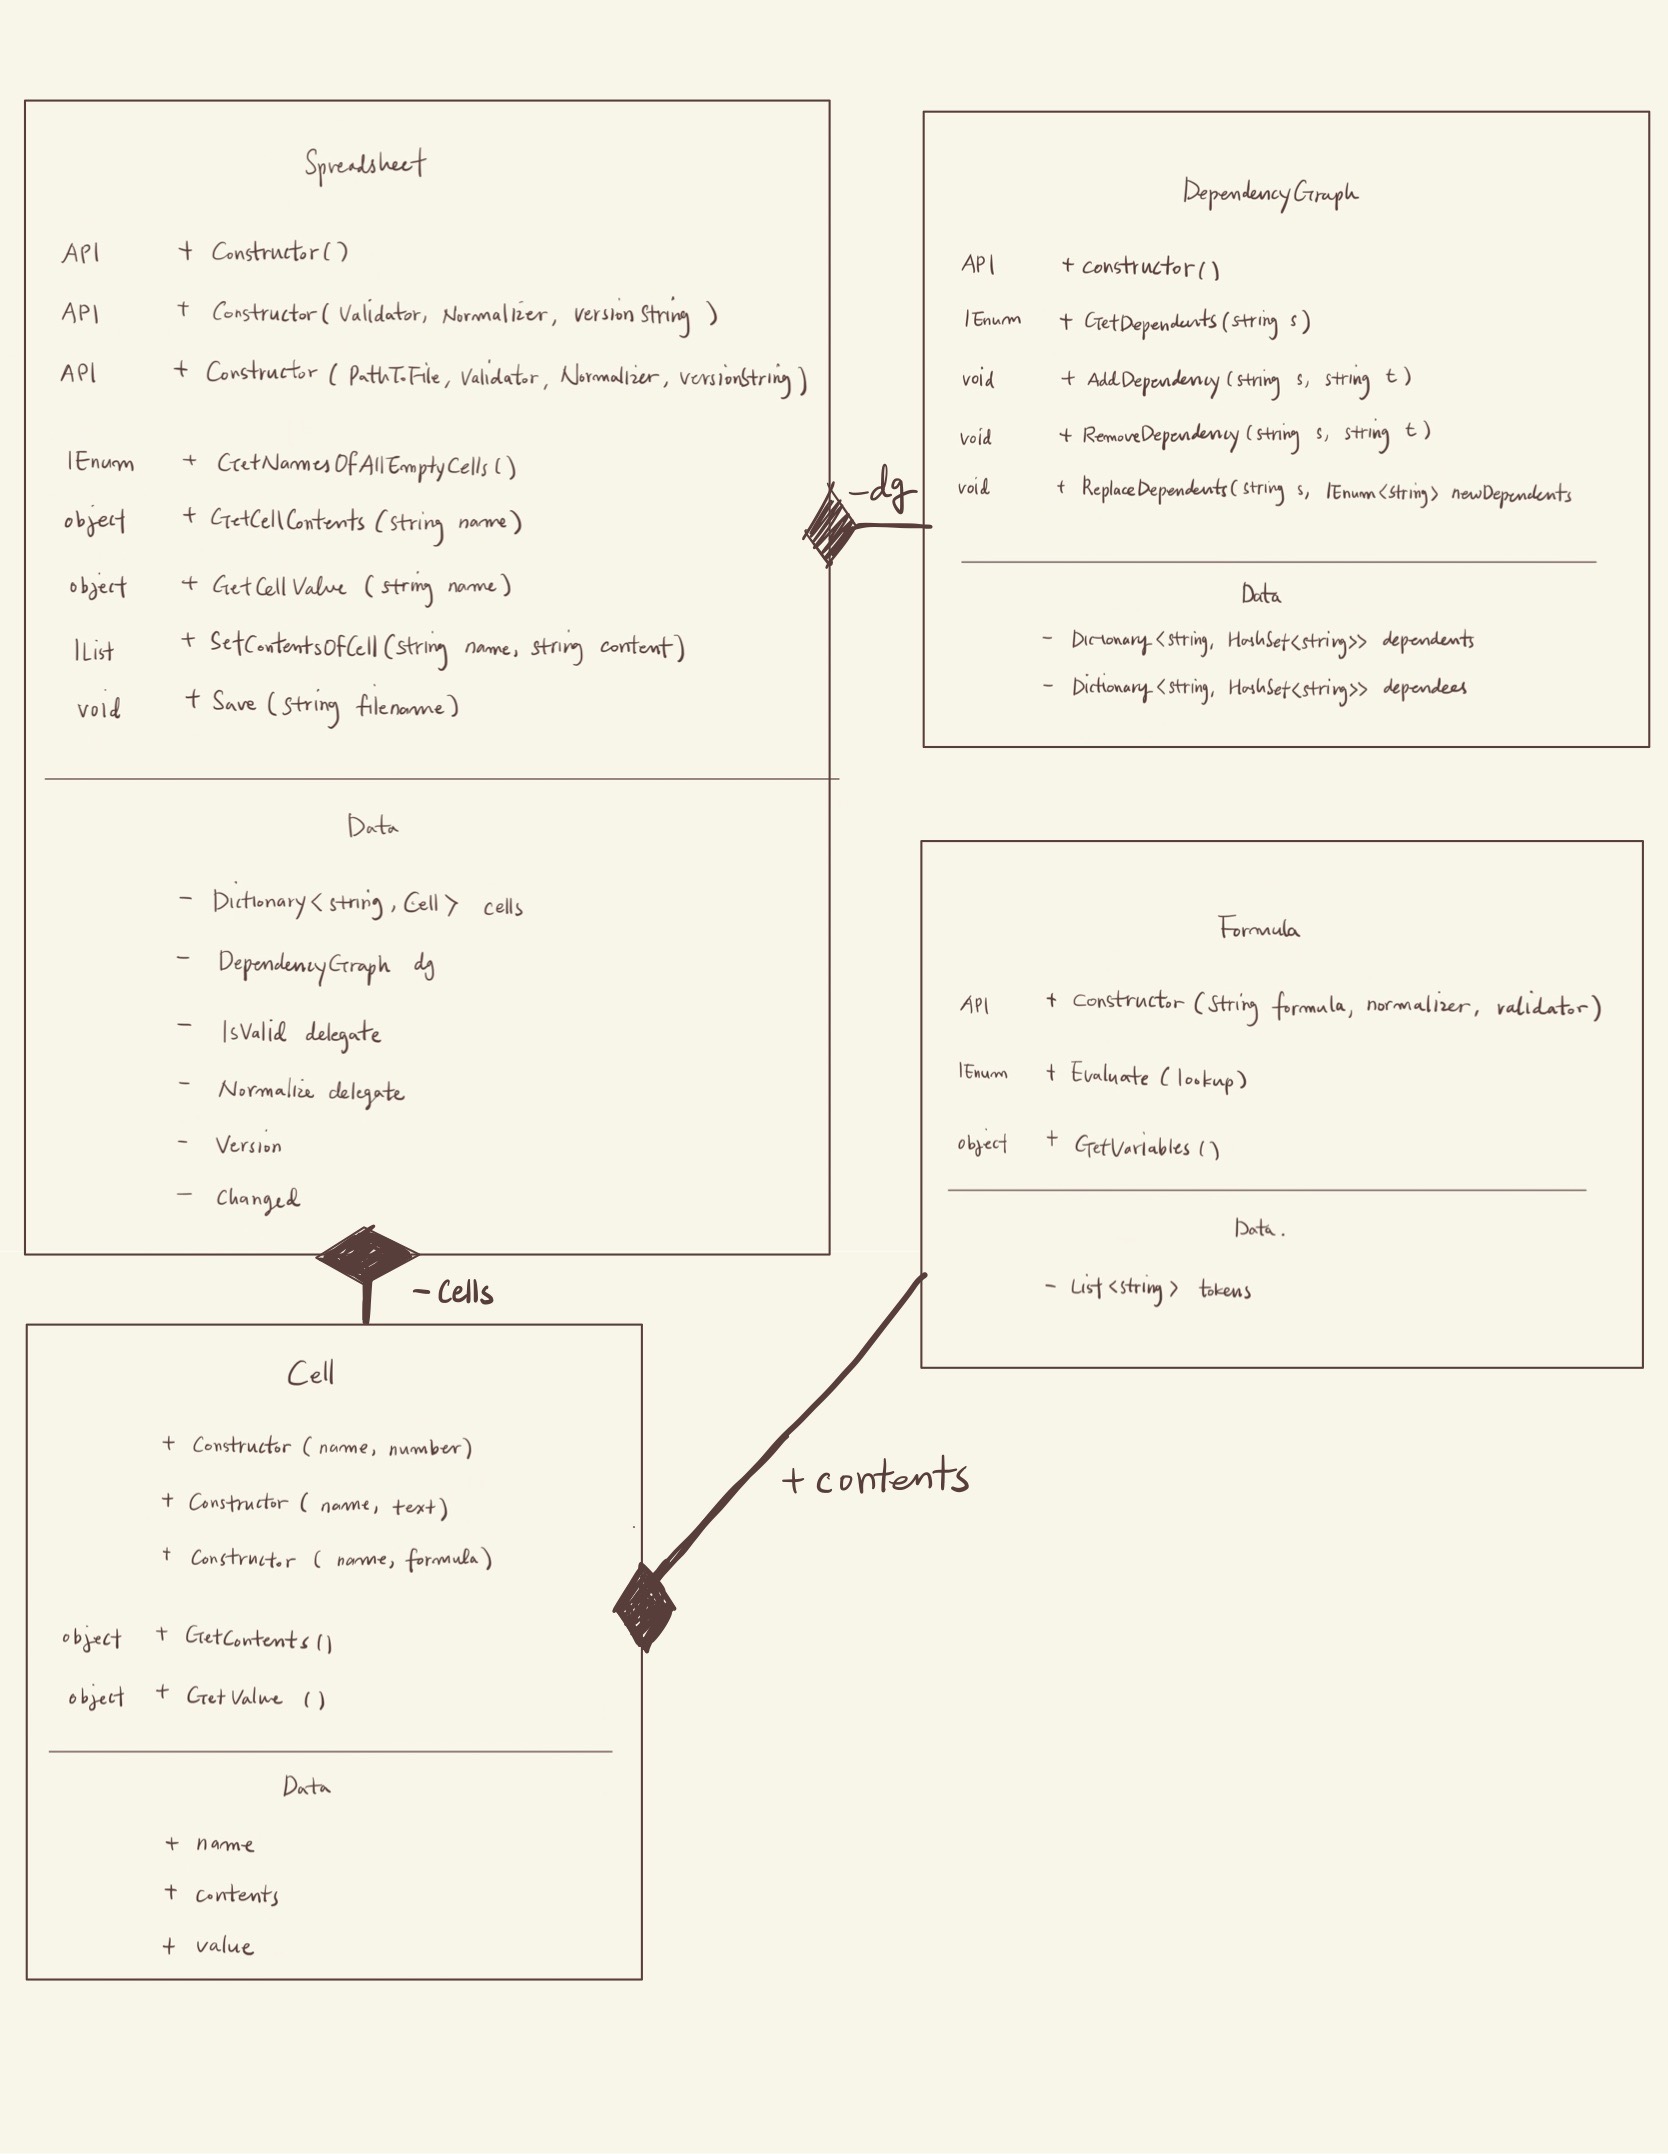 Spreadsheet
API + Constructor()
API + Constructor(Validator, Normalizer, versionString)
API + Constructor (PathToFile, Validator, Normalizer, versionString)
IEnum + GetNamesOfAllEmptyCells()
object + GetCellContents (string name)
object + GetCellValue (string name)
IList + SetContentsOfCell(string name, string content)
void + Save (string filename)
Data
- Dictionary<string, Cell> cells
- DependencyGraph dg
- IsValid delegate
- Normalize delegate
- Version
- Changed
- dg
DependencyGraph
API + constructor()
IEnum + GetDependents(string s)
void + AddDependency (string s, string t)
void + RemoveDependency (string s, string t)
void + ReplaceDependents(string s, IEnum<string> newDependents
Data
- Dictionary<string, HashSet<string>> dependents
- Dictionary<string, HashSet<string>> dependees
Formula
API + Constructor (string formula, normalizer, validator)
IEnum + Evaluate (lookup)
object + GetVariables ()
Data.
- List<string> tokens
- Cells
+ contents
Cell
+ Constructor (name, number)
+ Constructor (name, text)
+ Constructor (name, formula)
object + GetContents()
object + GetValue ()
Data
+ name
+ contents
+ value